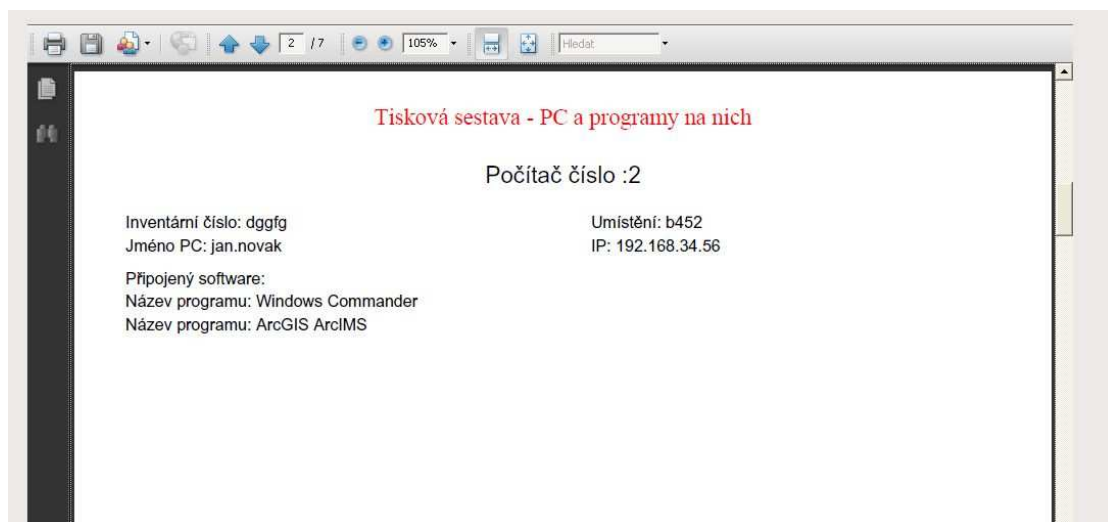 2 /7 105% Hledat
Tisková sestava - PC a programy na nich
Počítač číslo :2
Inventární číslo: dggfg Umístění: b452
Jméno PC: jan.novak IP: 192.168.34.56
Připojený software:
Název programu: Windows Commander
Název programu: ArcGIS ArcIMS